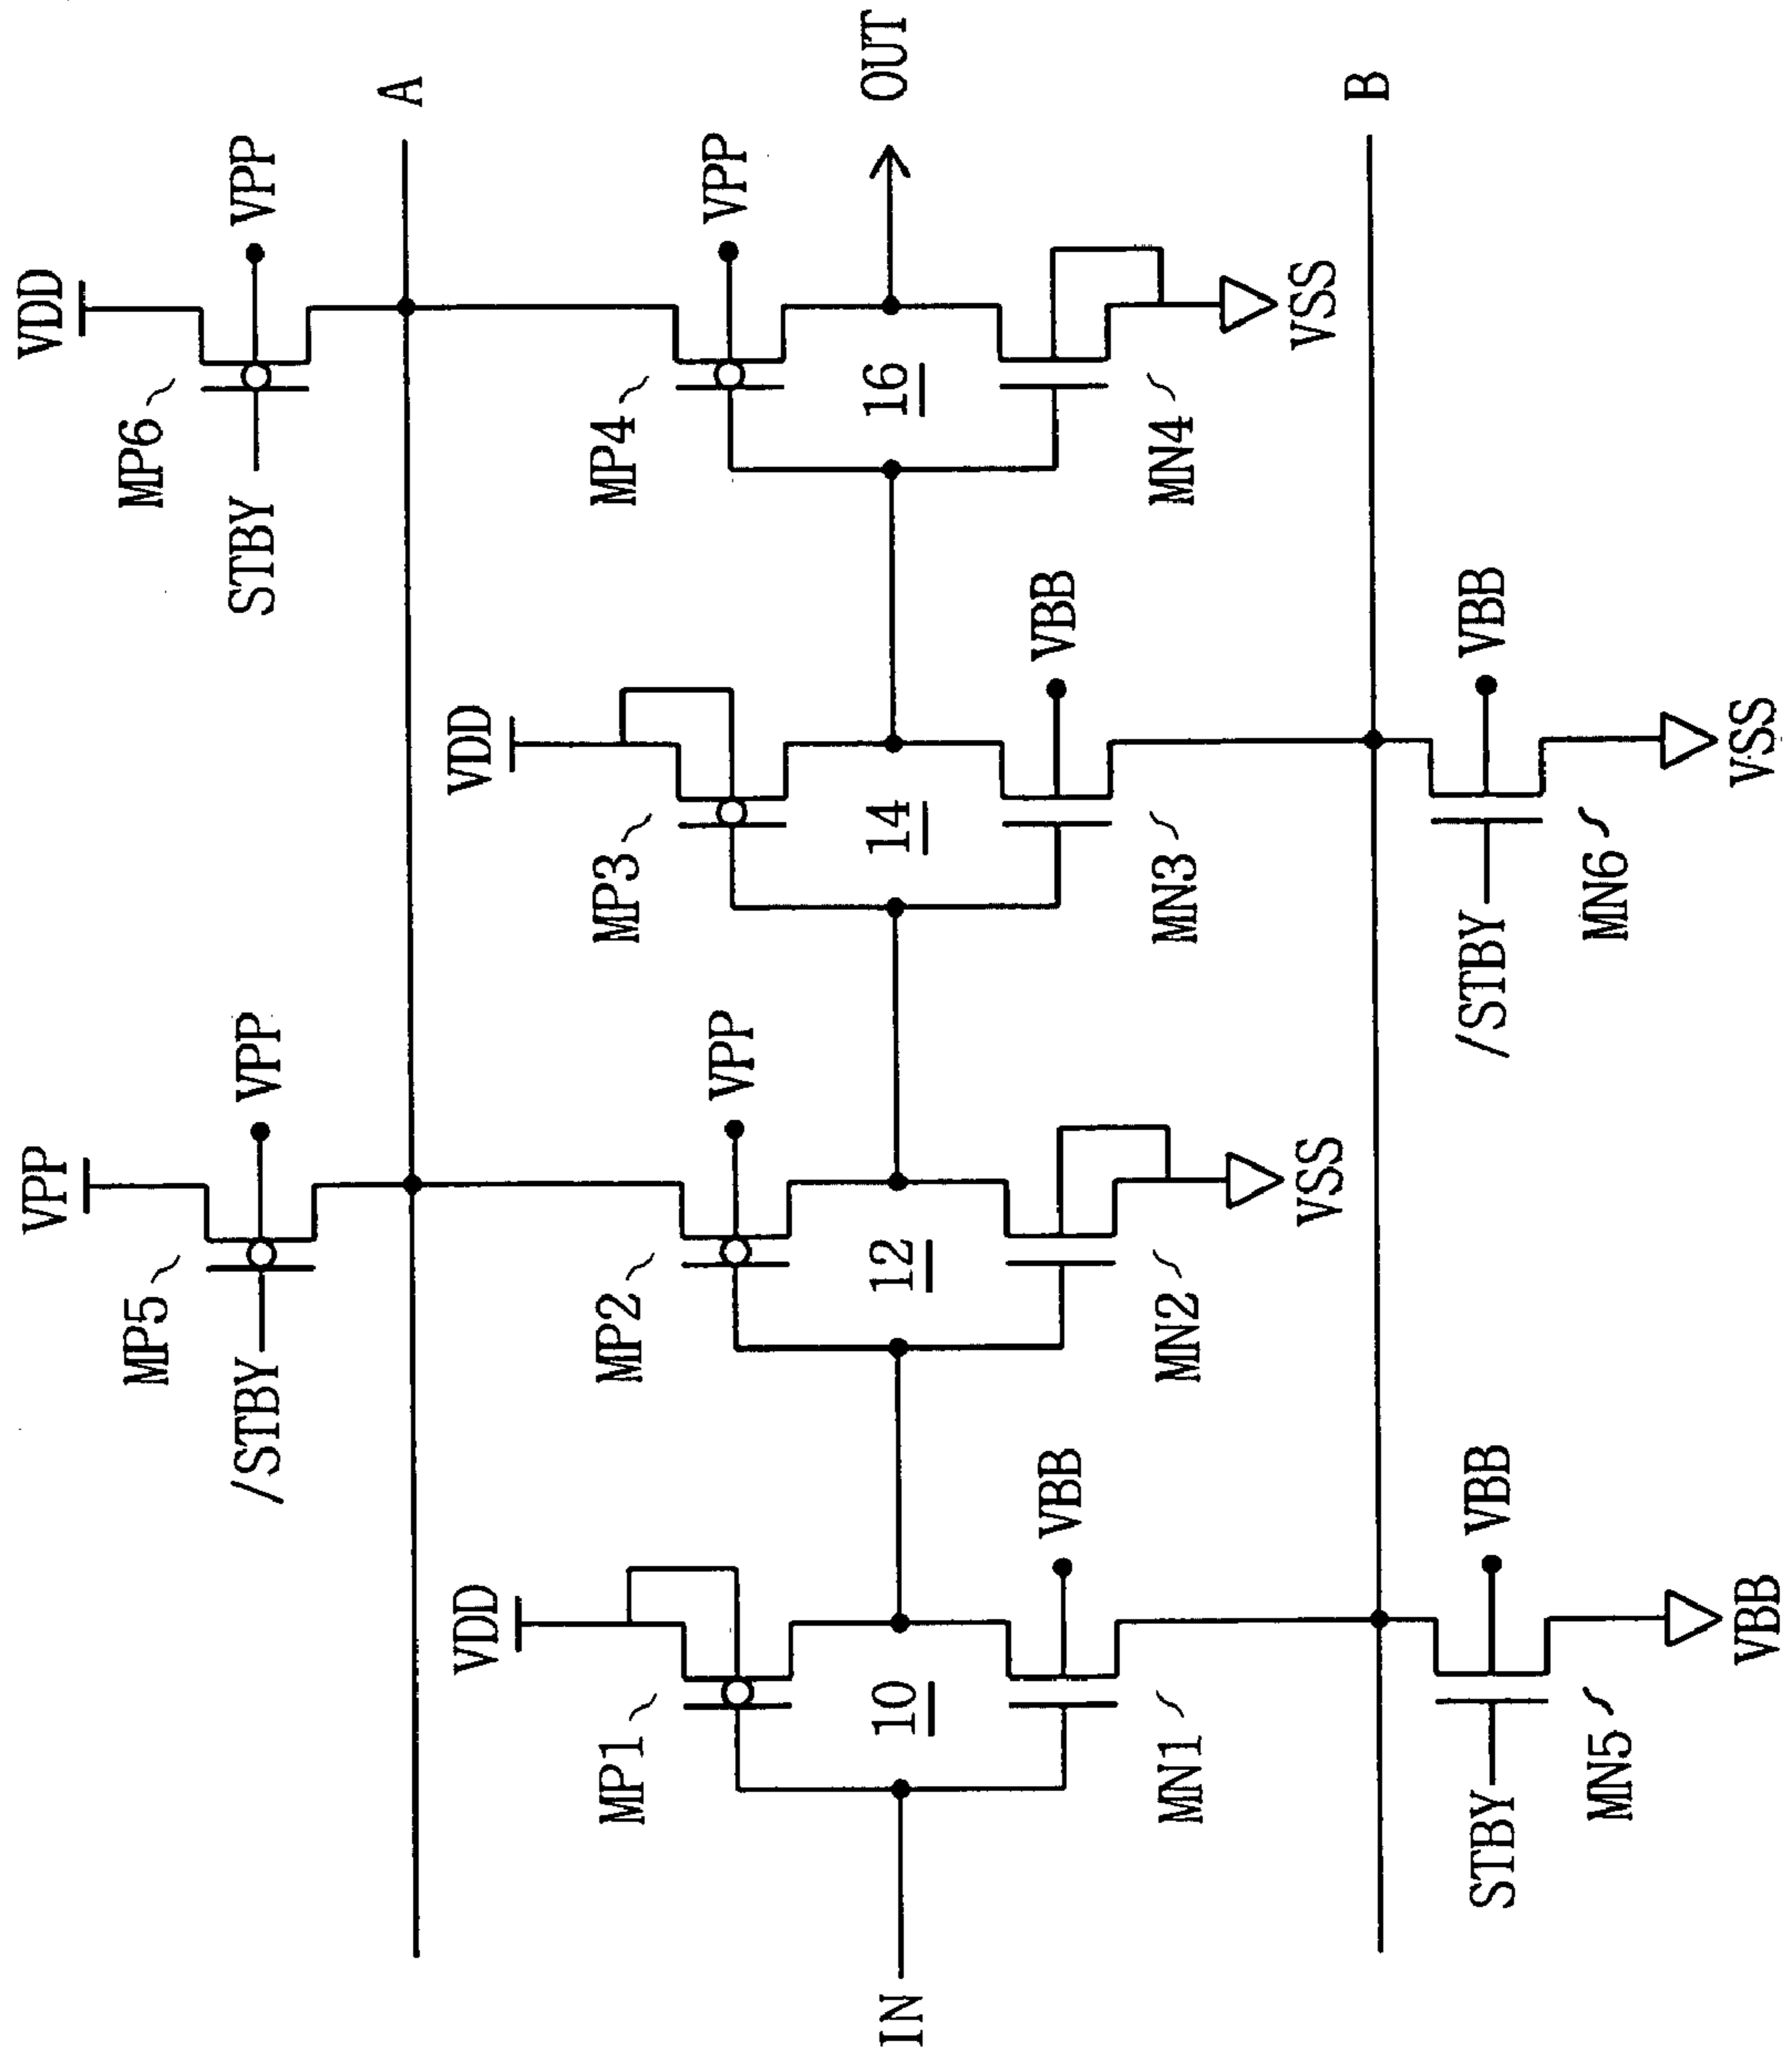 VPP
VDD
MP5
/STBY
VPP
MP6
STBY
VPP
A
VDD
MP1
MP2
VPP
VDD
MP3
MP4
VPP
IN
10
12
14
16
OUT
MN1
VBB
MN2
VSS
MN3
VBB
MN4
VSS
B
STBY
VBB
MN5
VBB
/STBY
VBB
MN6
VSS